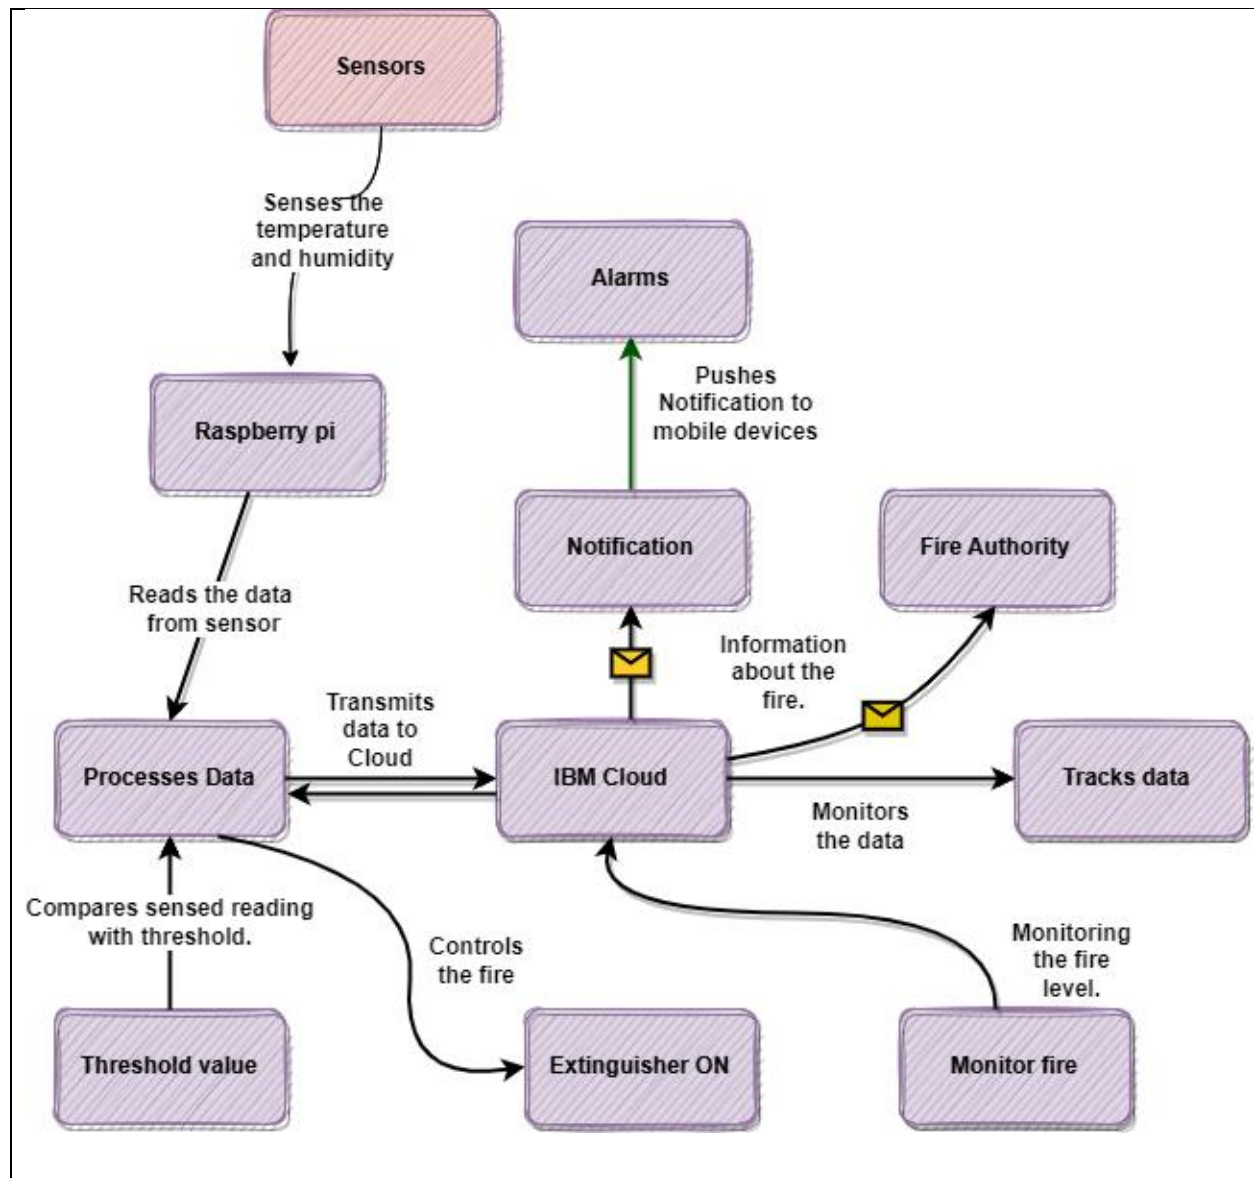 Sensors
Senses the
temperature
and humidity
Alarms
Pushes
Notification to
mobile devices
Raspberry pi
Notification
Fire Authority
Reads the data
from sensor
Information
about the
fire.
Transmits
data to
Cloud
Processes Data
IBM Cloud
Tracks data
Monitors
the data
Compares sensed reading
with threshold.
Controls
the fire
Monitoring
the fire
level.
Threshold value
Extinguisher ON
Monitor fire